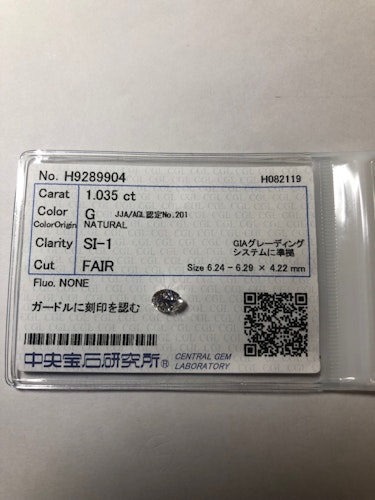 No. H9289904 H082119
Carat 1.035 ct
Color G JJA/AGL認定No.201
ColorOrigin NATURAL
Clarity SI-1 GIAグレーディング
システムに準拠
Cut FAIR Size 6.24 - 6.29 × 4.22 mm
Fluo. NONE
ガードルに刻印を認む
中央宝石研究所® CENTRAL GEM
LABORATORY